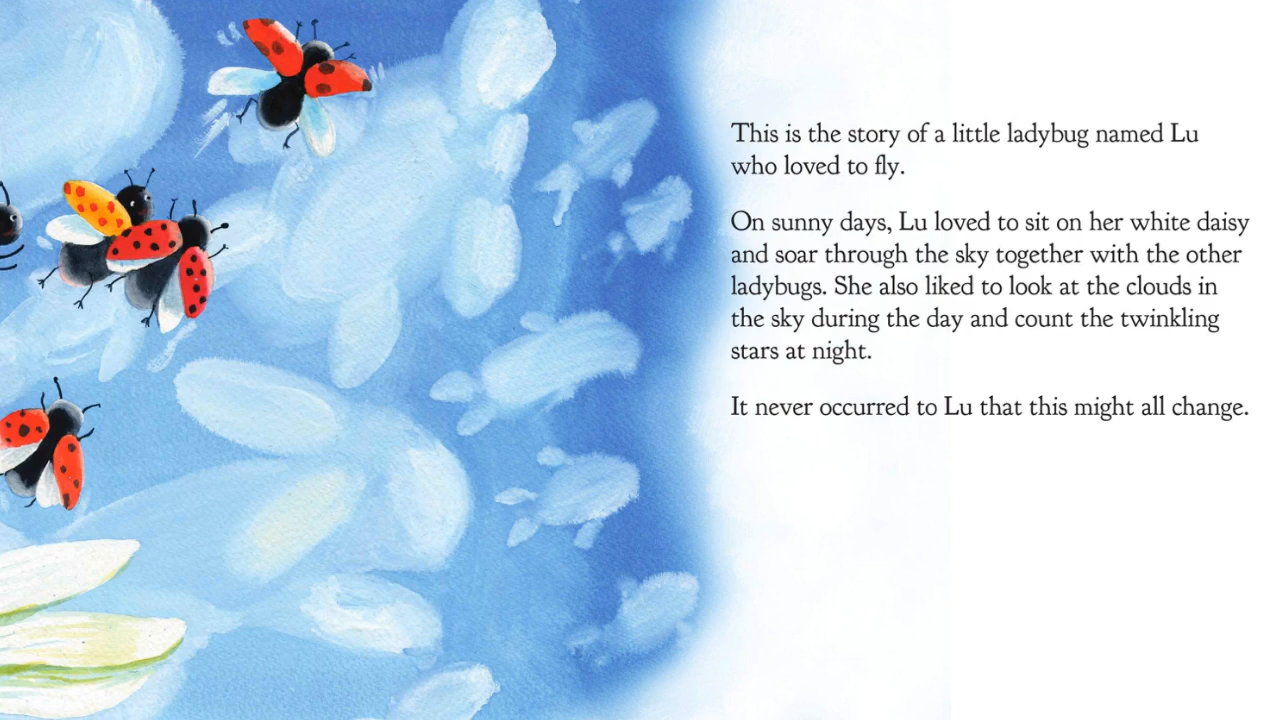 This is the story of a little ladybug named Lu
who loved to fly.
On sunny days, Lu loved to sit on her white daisy
and soar through the sky together with the other
ladybugs. She also liked to look at the clouds in
the sky during the day and count the twinkling
stars at night.
It never occurred to Lu that this might all change.